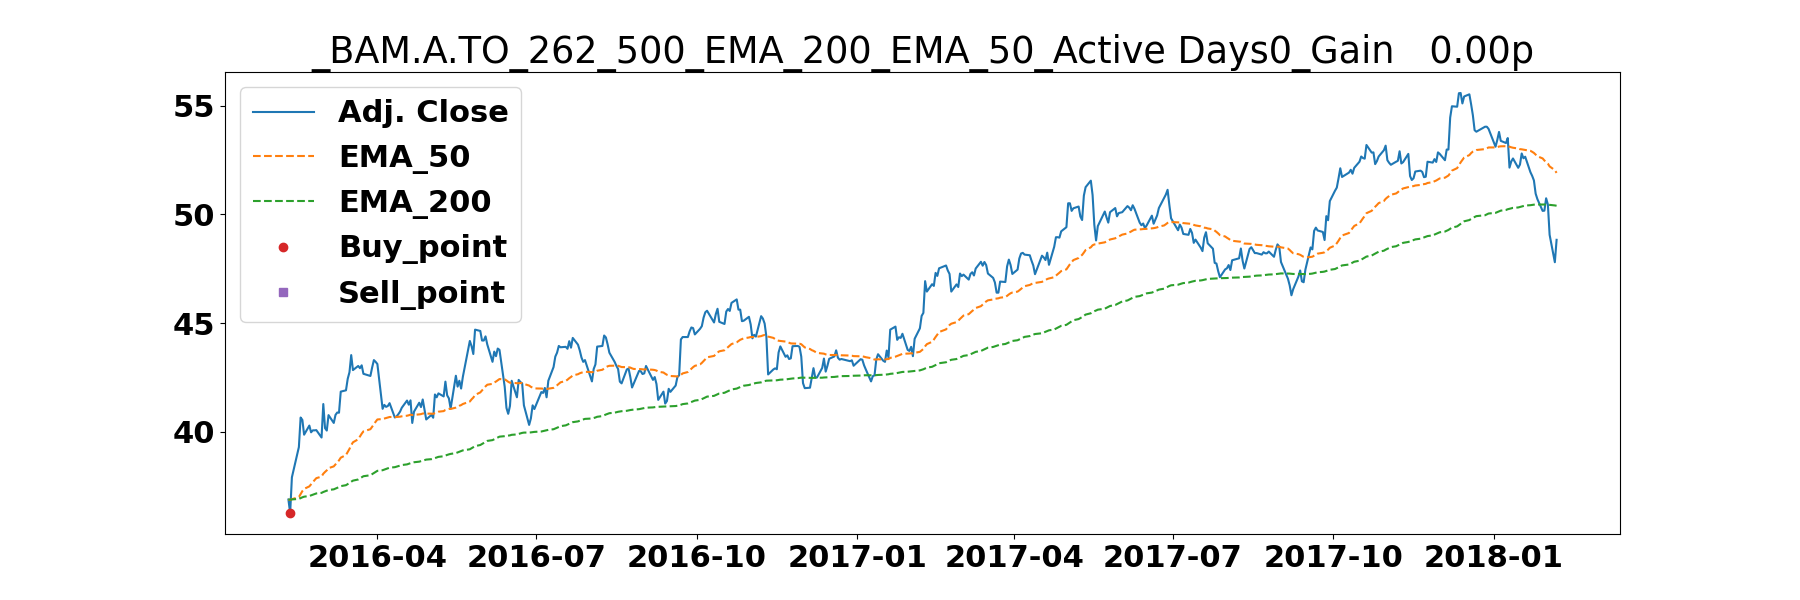 _BAM.A.TO_262_500_EMA_200_EMA_50_Active Days0_Gain   0.00p
55
50
45
40
Adj. Close
EMA_50
EMA_200
Buy_point
Sell_point
2016-04 2016-07 2016-10 2017-01 2017-04 2017-07 2017-10 2018-01